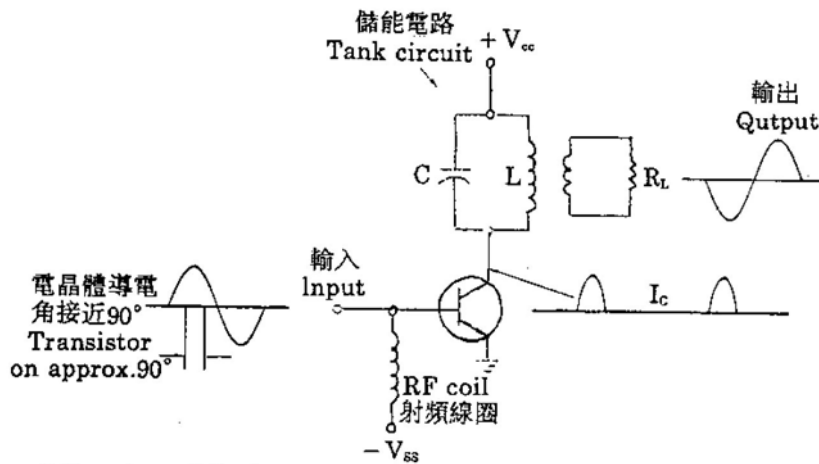 儲能電路
Tank circuit
+ Vcc
輸出
Qutput
C
L
RL
電晶體導電
角接近90°
Transistor
on approx.90°
輸入
lnput
IC
RF coil
射頻線圈
− Vss